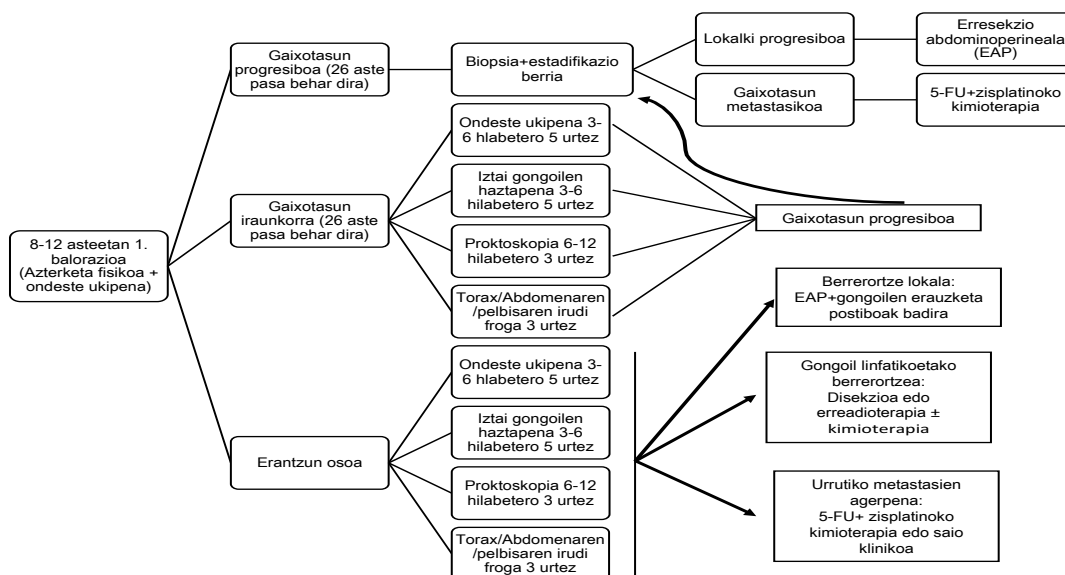 8-12 asteetan 1.
balorazioa
(Azterketa fisikoa +
ondeste ukipena)
Gaixotasun
progresiboa (26 aste
pasa behar dira)
Biopsia+estadifikazio
berria
Lokalki progresiboa
Erresekzio
abdominoperineala
(EAP)
Gaixotasun
metastasikoa
5-FU+zisplatinoko
kimioterapia
Gaixotasun
iraunkorra (26 aste
pasa behar dira)
Ondeste ukipena 3-
6 hlabetero 5 urtez
Iztai gongoilen
haztapena 3-6
hilabetero 5 urtez
Proktoskopia 6-12
hilabetero 3 urtez
Torax/Abdomenaren
/pelbisaren irudi
froga 3 urtez
Gaixotasun progresiboa
Erantzun osoa
Ondeste ukipena 3-
6 hlabetero 5 urtez
Iztai gongoilen
haztapena 3-6
hilabetero 5 urtez
Proktoskopia 6-12
hilabetero 3 urtez
Torax/Abdomenaren
/pelbisaren irudi
froga 3 urtez
Berrerortze lokala:
EAP+gongoilen erauzketa
postiboak badira
Gongoil linfatikoetako
berrerortzea:
Disekzioa edo
erreadioterapia ±
kimioterapia
Urrutiko metastasien
agerpena:
5-FU+ zisplatinoko
kimioterapia edo saio
klinikoa